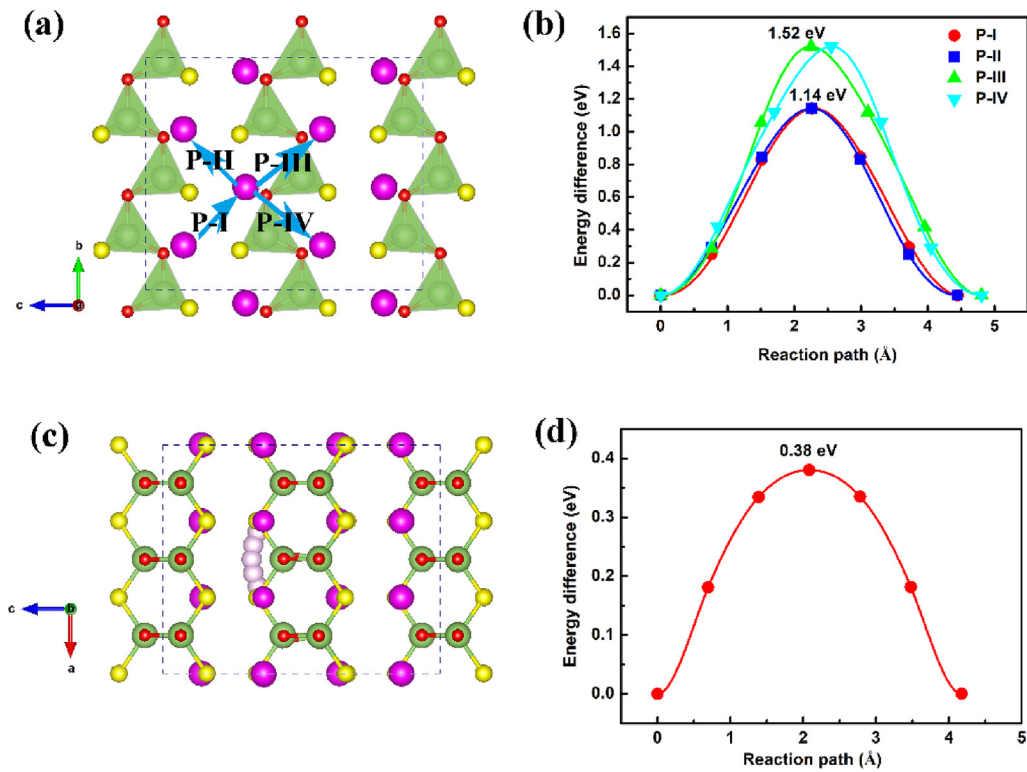 (a)
P-II
P-III
P-I
P-IV
b
c
a
(b)
Energy difference (eV)
1.6
1.4
1.2
1.0
0.8
0.6
0.4
0.2
0.0
1.52 eV
1.14 eV
P-I
P-II
P-III
P-IV
0 1 2 3 4 5
Reaction path (Å)
(c)
c
b
a
(d)
Energy difference (eV)
0.4
0.3
0.2
0.1
0.0
0.38 eV
0 1 2 3 4 5
Reaction path (Å)